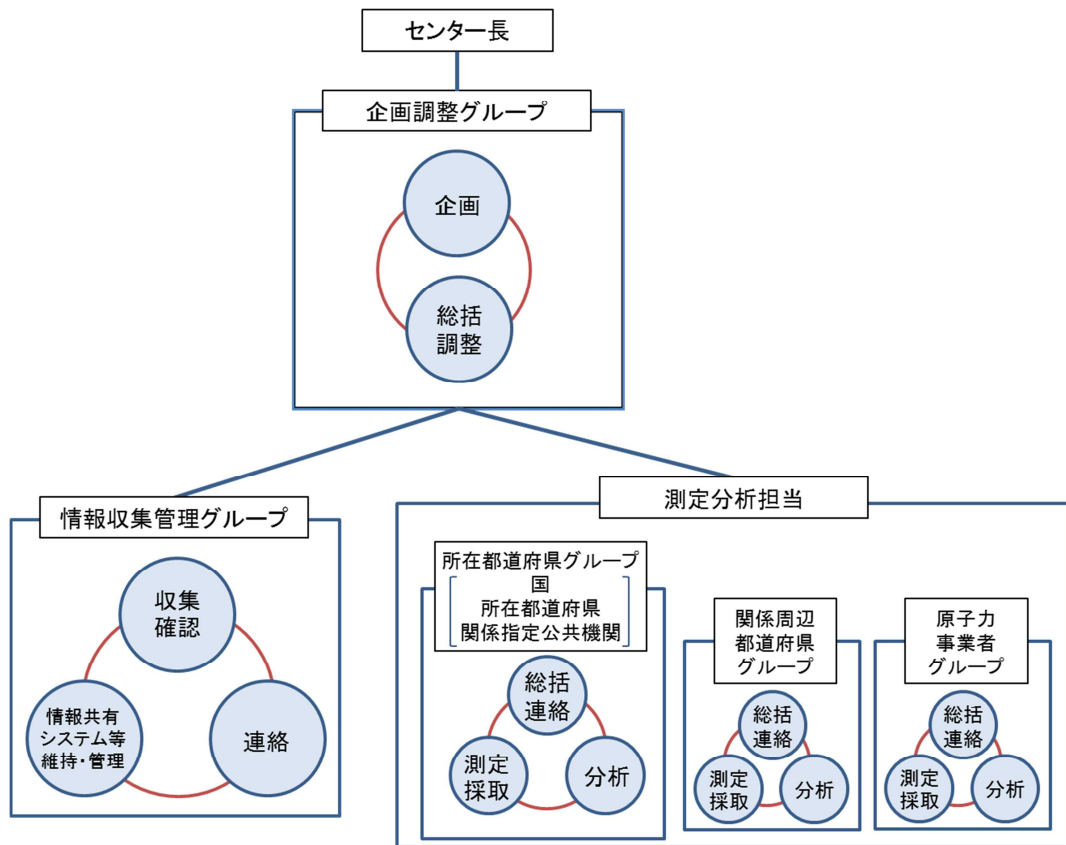 センター長
企画調整グループ
企画
総括
調整
情報収集管理グループ
収集
確認
情報共有
システム等
維持・管理
連絡
測定分析担当
所在都道府県グループ
国
所在都道府県
関係指定公共機関
総括
連絡
測定
採取
分析
関係周辺
都道府県
グループ
総括
連絡
測定
採取
分析
原子力
事業者
グループ
総括
連絡
測定
採取
分析